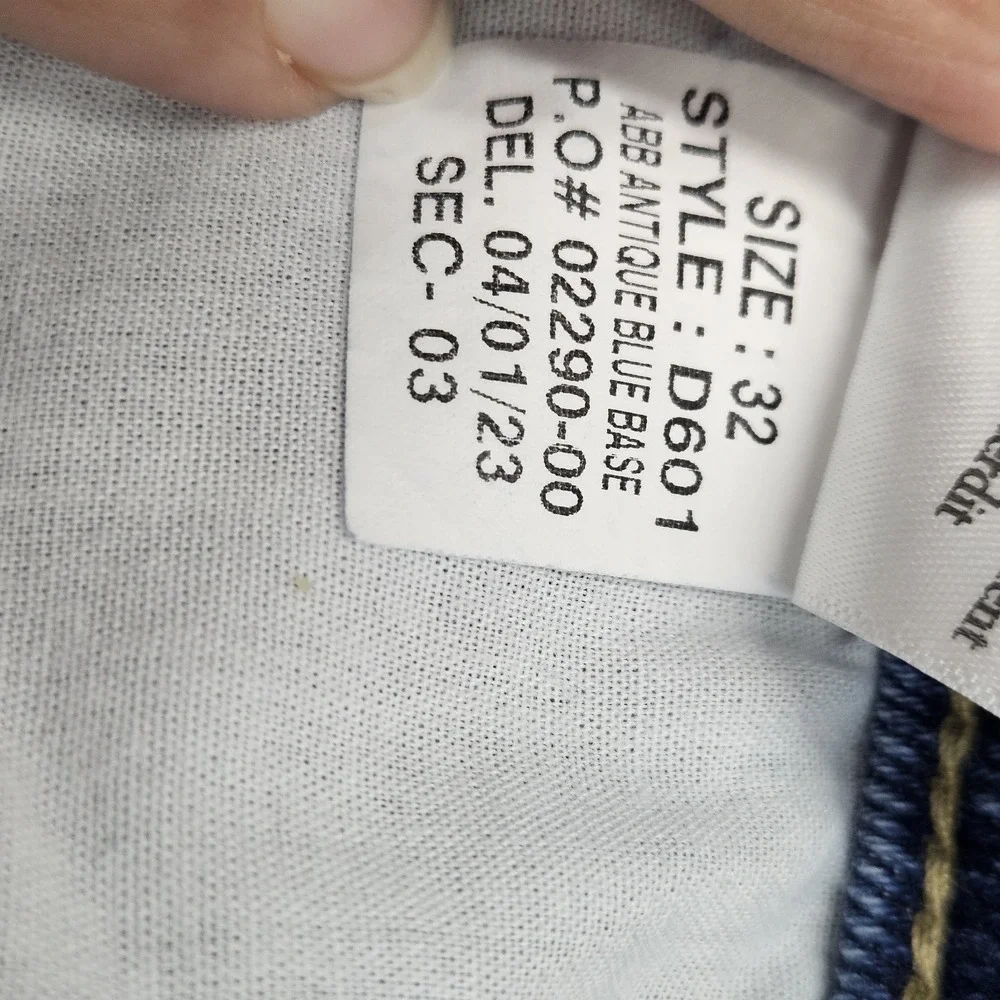 SIZE : 32
STYLE : D601
ABB ANTIQUE BLUE BASE
P.O# 02290-00
DEL. 04/01/23
SEC- 03